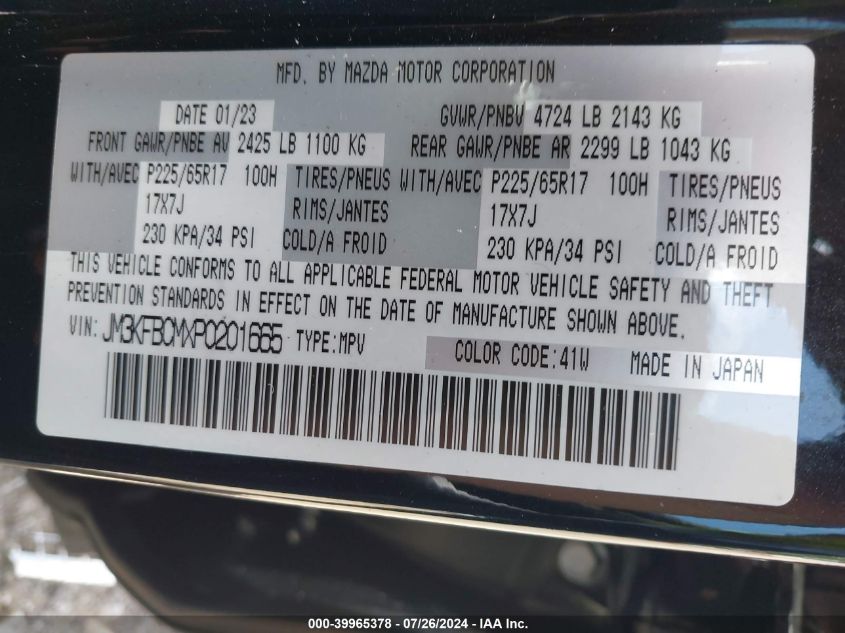 MFD. BY MAZDA MOTOR CORPORATION
DATE 01/23 GVWR/PNBV 4724 LB 2143 KG
FRONT GAWR/PNBE AV 2425 LB 1100 KG REAR GAWR/PNBE AR 2299 LB 1043 KG
WITH/AVEC P225/65R17 100H TIRES/PNEUS WITH/AVEC P225/65R17 100H TIRES/PNEUS
17X7J RIMS/JANTES 17X7J RIMS/JANTES
230 KPA/34 PSI COLD/A FROID 230 KPA/34 PSI COLD/A FROID
THIS VEHICLE CONFORMS TO ALL APPLICABLE FEDERAL MOTOR VEHICLE SAFETY AND THEFT
PREVENTION STANDARDS IN EFFECT ON THE DATE OF MANUFACTURE SHOWN ABOVE.
VIN: JM3KFBCMXP0201665 TYPE:MPV COLOR CODE:41W MADE IN JAPAN
000-39965378 - 07/26/2024 - IAA Inc.